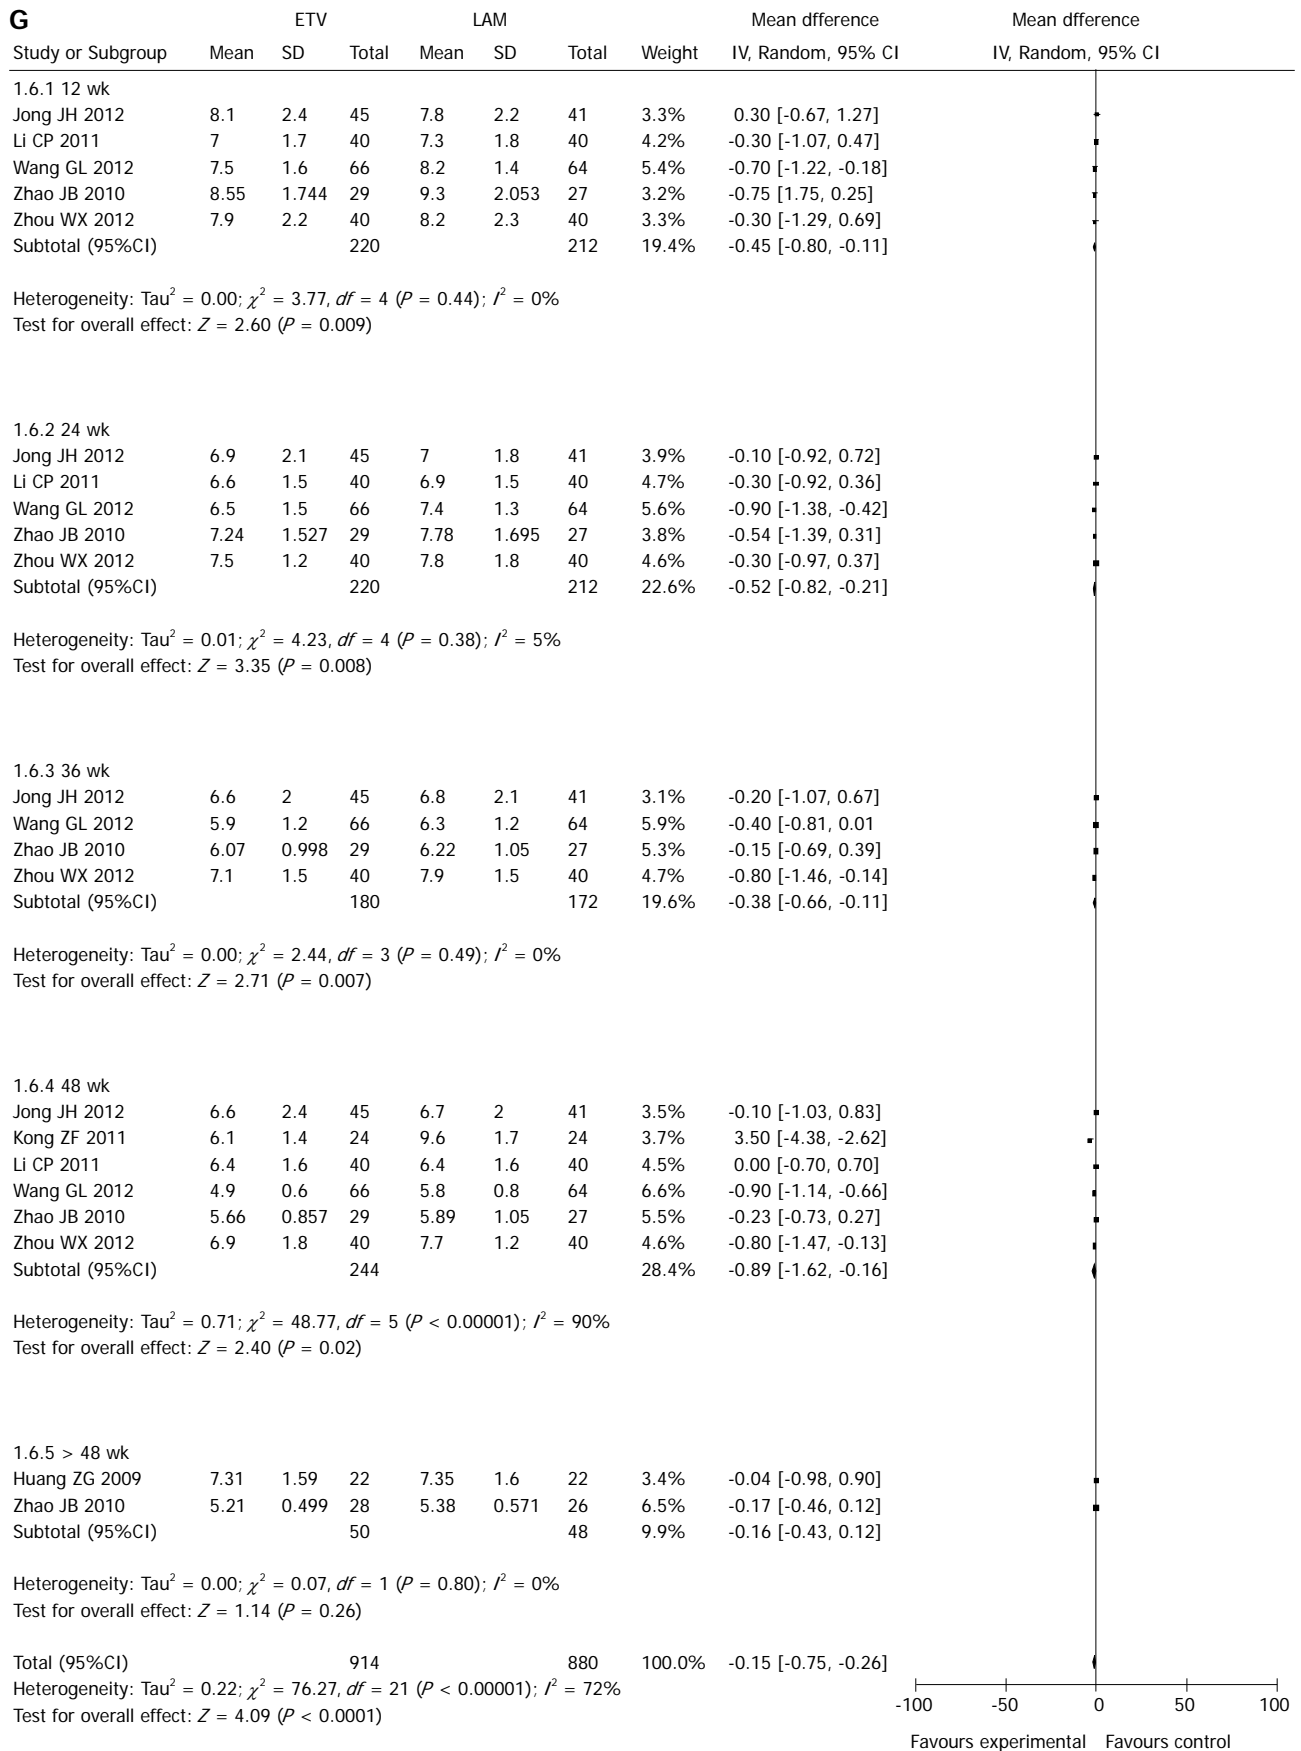 G
ETV LAM Mean dfference Mean dfference
Study or Subgroup Mean SD Total Mean SD Total Weight IV, Random, 95% CI IV, Random, 95% CI
1.6.1 12 wk
Jong JH 2012 8.1 2.4 45 7.8 2.2 41 3.3% 0.30 [-0.67, 1.27]
Li CP 2011 7 1.7 40 7.3 1.8 40 4.2% -0.30 [-1.07, 0.47]
Wang GL 2012 7.5 1.6 66 8.2 1.4 64 5.4% -0.70 [-1.22, -0.18]
Zhao JB 2010 8.55 1.744 29 9.3 2.053 27 3.2% -0.75 [1.75, 0.25]
Zhou WX 2012 7.9 2.2 40 8.2 2.3 40 3.3% -0.30 [-1.29, 0.69]
Subtotal (95%CI) 220 212 19.4% -0.45 [-0.80, -0.11]
Heterogeneity: Tau² = 0.00; χ² = 3.77, df = 4 (P = 0.44); I² = 0%
Test for overall effect: Z = 2.60 (P = 0.009)
1.6.2 24 wk
Jong JH 2012 6.9 2.1 45 7 1.8 41 3.9% -0.10 [-0.92, 0.72]
Li CP 2011 6.6 1.5 40 6.9 1.5 40 4.7% -0.30 [-0.92, 0.36]
Wang GL 2012 6.5 1.5 66 7.4 1.3 64 5.6% -0.90 [-1.38, -0.42]
Zhao JB 2010 7.24 1.527 29 7.78 1.695 27 3.8% -0.54 [-1.39, 0.31]
Zhou WX 2012 7.5 1.2 40 7.8 1.8 40 4.6% -0.30 [-0.97, 0.37]
Subtotal (95%CI) 220 212 22.6% -0.52 [-0.82, -0.21]
Heterogeneity: Tau² = 0.01; χ² = 4.23, df = 4 (P = 0.38); I² = 5%
Test for overall effect: Z = 3.35 (P = 0.008)
1.6.3 36 wk
Jong JH 2012 6.6 2 45 6.8 2.1 41 3.1% -0.20 [-1.07, 0.67]
Wang GL 2012 5.9 1.2 66 6.3 1.2 64 5.9% -0.40 [-0.81, 0.01
Zhao JB 2010 6.07 0.998 29 6.22 1.05 27 5.3% -0.15 [-0.69, 0.39]
Zhou WX 2012 7.1 1.5 40 7.9 1.5 40 4.7% -0.80 [-1.46, -0.14]
Subtotal (95%CI) 180 172 19.6% -0.38 [-0.66, -0.11]
Heterogeneity: Tau² = 0.00; χ² = 2.44, df = 3 (P = 0.49); I² = 0%
Test for overall effect: Z = 2.71 (P = 0.007)
1.6.4 48 wk
Jong JH 2012 6.6 2.4 45 6.7 2 41 3.5% -0.10 [-1.03, 0.83]
Kong ZF 2011 6.1 1.4 24 9.6 1.7 24 3.7% 3.50 [-4.38, -2.62]
Li CP 2011 6.4 1.6 40 6.4 1.6 40 4.5% 0.00 [-0.70, 0.70]
Wang GL 2012 4.9 0.6 66 5.8 0.8 64 6.6% -0.90 [-1.14, -0.66]
Zhao JB 2010 5.66 0.857 29 5.89 1.05 27 5.5% -0.23 [-0.73, 0.27]
Zhou WX 2012 6.9 1.8 40 7.7 1.2 40 4.6% -0.80 [-1.47, -0.13]
Subtotal (95%CI) 244 28.4% -0.89 [-1.62, -0.16]
Heterogeneity: Tau² = 0.71; χ² = 48.77, df = 5 (P < 0.00001); I² = 90%
Test for overall effect: Z = 2.40 (P = 0.02)
1.6.5 > 48 wk
Huang ZG 2009 7.31 1.59 22 7.35 1.6 22 3.4% -0.04 [-0.98, 0.90]
Zhao JB 2010 5.21 0.499 28 5.38 0.571 26 6.5% -0.17 [-0.46, 0.12]
Subtotal (95%CI) 50 48 9.9% -0.16 [-0.43, 0.12]
Heterogeneity: Tau² = 0.00; χ² = 0.07, df = 1 (P = 0.80); I² = 0%
Test for overall effect: Z = 1.14 (P = 0.26)
Total (95%CI) 914 880 100.0% -0.15 [-0.75, -0.26]
Heterogeneity: Tau² = 0.22; χ² = 76.27, df = 21 (P < 0.00001); I² = 72%
Test for overall effect: Z = 4.09 (P < 0.0001)
-100 -50 0 50 100
Favours experimental Favours control